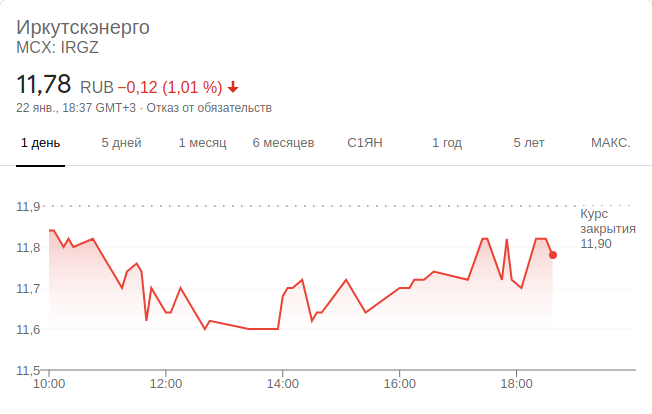 Иркутскэнерго
MCX: IRGZ
11,78 RUB −0,12 (1,01 %)
22 янв., 18:37 GMT+3 · Отказ от обязательств
1 день 5 дней 1 месяц 6 месяцев С1ЯН 1 год 5 лет МАКС.
11,9
Курс
закрытия
11,90
11,8
11,7
11,6
11,5
10:00 12:00 14:00 16:00 18:00